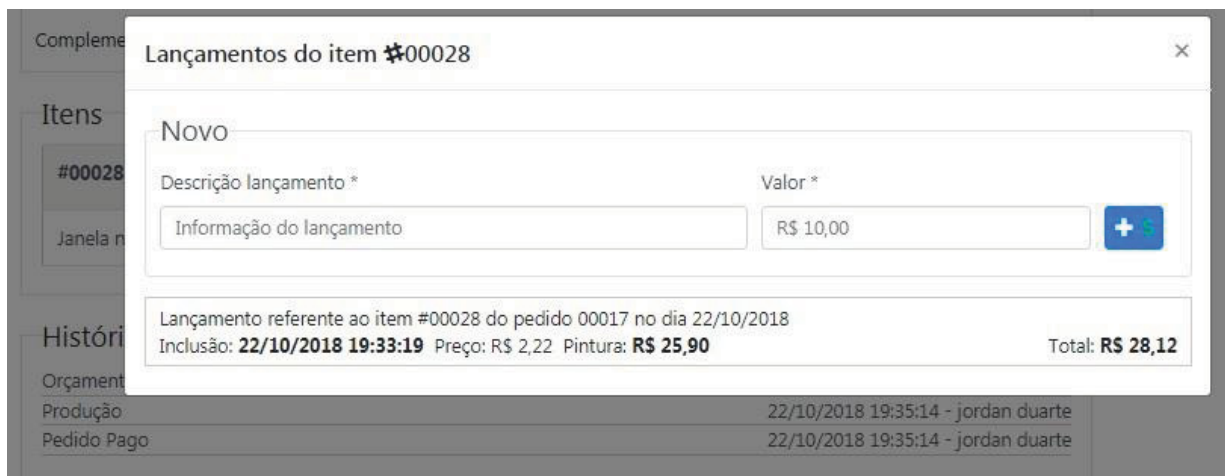 Compleme
Lançamentos do item #00028 ×
Itens
Novo
#00028
Descrição lançamento * Valor *
Informação do lançamento R$ 10,00 + $
Janela n
Lançamento referente ao item #00028 do pedido 00017 no dia 22/10/2018
Históri
Inclusão: 22/10/2018 19:33:19 Preço: R$ 2,22 Pintura: R$ 25,90 Total: R$ 28,12
Orçament
Produção 22/10/2018 19:35:14 - jordan duarte
Pedido Pago 22/10/2018 19:35:14 - jordan duarte